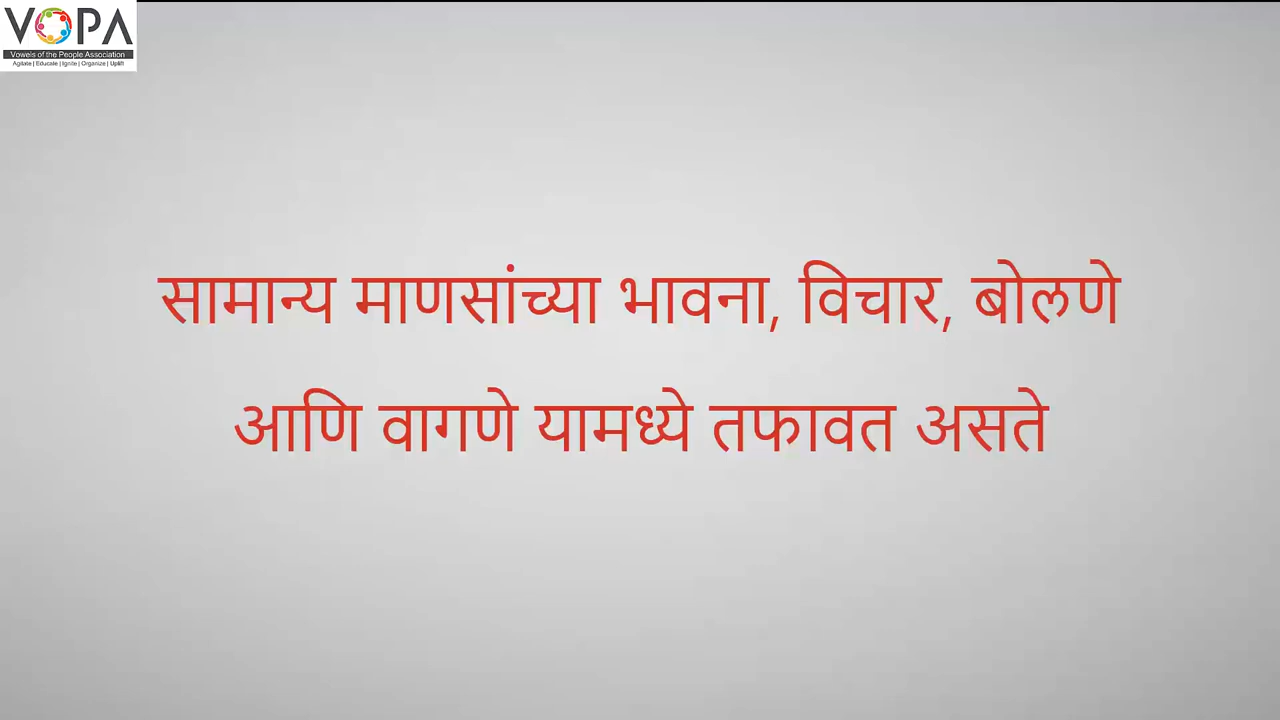 VOPA
Vowels of the People Association
Agitate | Educate | Ignite | Organize | Uplift
सामान्य माणसांच्या भावना, विचार, बोलणे
आणि वागणे यामध्ये तफावत असते